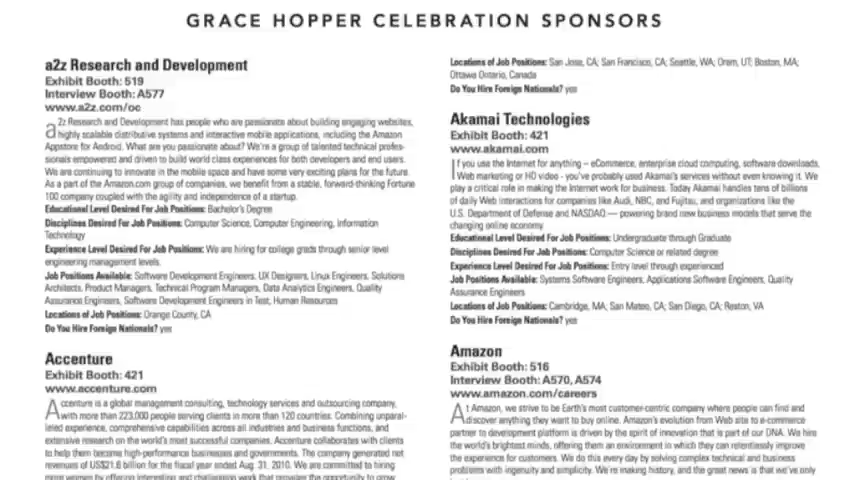 GRACE HOPPER CELEBRATION SPONSORS
a2z Research and Development
Exhibit Booth: 519
Interview Booth: A577
www.a2z.com/oc
a2z Research and Development has people who are passionate about building engaging websites,
highly scalable distributive systems and interactive mobile applications, including the Amazon
Appstore for Android. What are you passionate about? We're a group of talented technical profes-
sionals empowered and driven to build world class experiences for both developers and end users.
We are continuing to innovate in the mobile space and have some very exciting plans for the future.
As a part of the Amazon.com group of companies, we benefit from a stable, forward-thinking Fortune
100 company coupled with the agility and independence of a startup.
Educational Level Desired For Job Positions: Bachelor's Degree
Disciplines Desired For Job Positions: Computer Science, Computer Engineering, Information
Technology
Experience Level Desired For Job Positions: We are hiring for college grads through senior level
engineering management levels.
Job Positions Available: Software Development Engineers, UX Designers, Linux Engineers, Solutions
Architects, Product Managers, Technical Program Managers, Data Analytics Engineers, Quality
Assurance Engineers, Software Development Engineers in Test, Human Resources
Locations of Job Positions: Orange County, CA
Do You Hire Foreign Nationals? yes
Accenture
Exhibit Booth: 421
www.accenture.com
Accenture is a global management consulting, technology services and outsourcing company,
with more than 223,000 people serving clients in more than 120 countries. Combining unparal-
leled experience, comprehensive capabilities across all industries and business functions, and
extensive research on the world's most successful companies. Accenture collaborates with clients
to help them become high-performance businesses and governments. The company generated net
revenues of US$21.6 billion for the fiscal year ended Aug. 31, 2010. We are committed to hiring
more women by offering interesting and challenging work that provides the opportunity to grow
Locations of Job Positions: San Jose, CA; San Francisco, CA; Seattle, WA; Orem, UT; Boston, MA;
Ottawa Ontario, Canada
Do You Hire Foreign Nationals? yes
Akamai Technologies
Exhibit Booth: 421
www.akamai.com
If you use the Internet for anything – eCommerce, enterprise cloud computing, software downloads,
Web marketing or HD video - you've probably used Akamai's services without even knowing it. We
play a critical role in making the Internet work for business. Today Akamai handles tens of billions
of daily Web interactions for companies like Audi, NBC, and Fujitsu, and organizations like the
U.S. Department of Defense and NASDAQ — powering brand new business models that serve the
changing online economy.
Educational Level Desired For Job Positions: Undergraduate through Graduate
Disciplines Desired For Job Positions: Computer Science or related degree
Experience Level Desired For Job Positions: Entry level through experienced
Job Positions Available: Systems Software Engineers, Applications Software Engineers, Quality
Assurance Engineers
Locations of Job Positions: Cambridge, MA; San Mateo, CA; San Diego, CA; Reston, VA
Do You Hire Foreign Nationals? yes
Amazon
Exhibit Booth: 516
Interview Booth: A570, A574
www.amazon.com/careers
At Amazon, we strive to be Earth's most customer-centric company where people can find and
discover anything they want to buy online. Amazon's evolution from Web site to e-commerce
partner to development platform is driven by the spirit of innovation that is part of our DNA. We hire
the world's brightest minds, offering them an environment in which they can relentlessly improve
the experience for customers. We do this every day by solving complex technical and business
problems with ingenuity and simplicity. We're making history, and the great news is that we've only